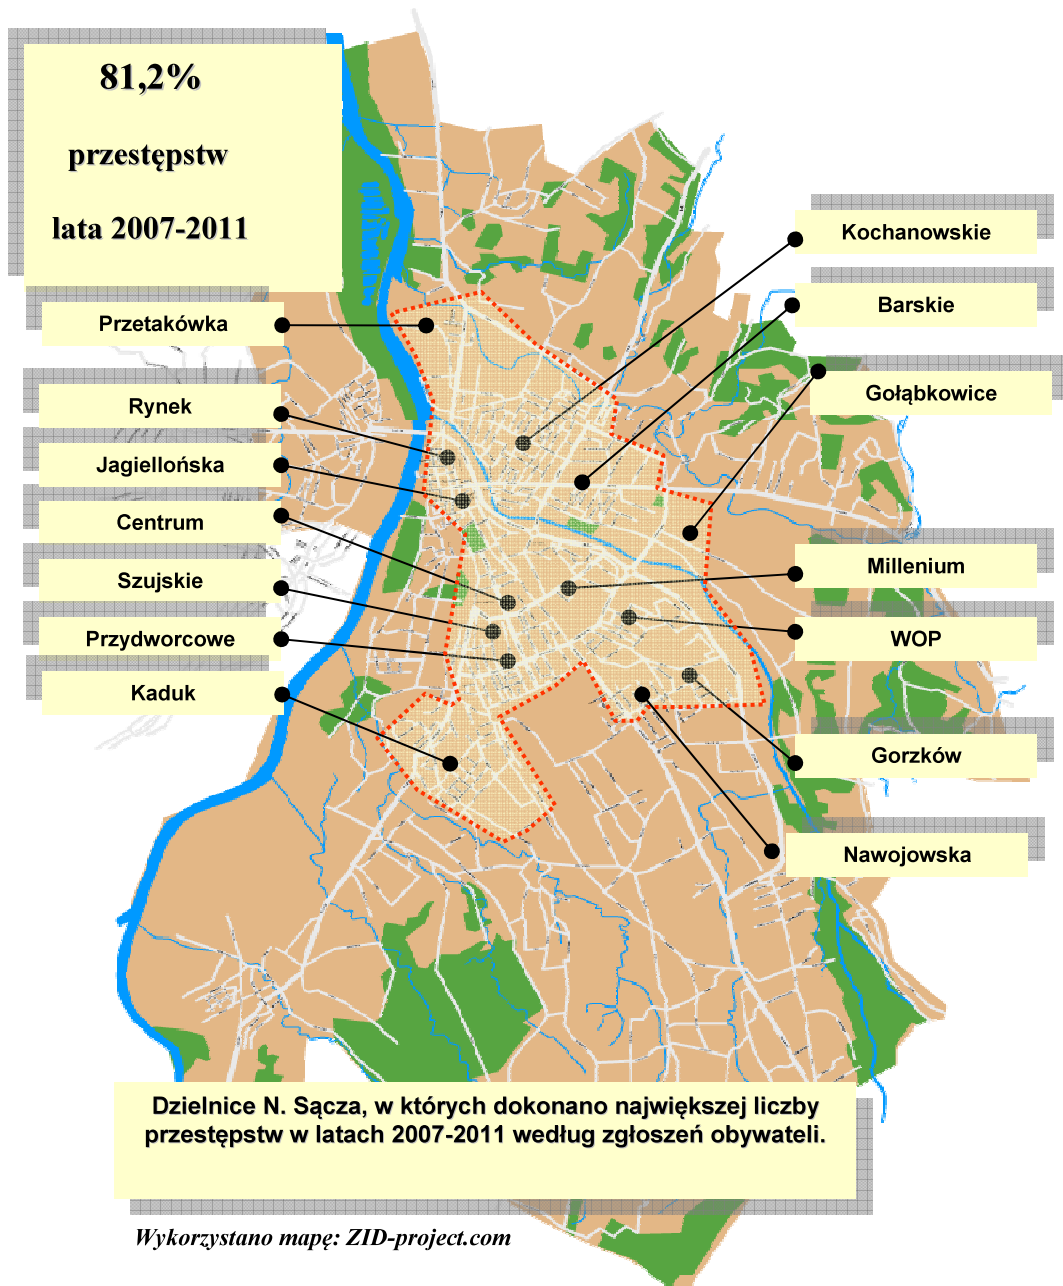 81,2%
przestępstw
lata 2007-2011
Przetakówka
Rynek
Jagiellońska
Centrum
Szujskie
Przydworcowe
Kaduk
Kochanowskie
Barskie
Gołąbkowice
Millenium
WOP
Gorzków
Nawojowska
Dzielnice N. Sącza, w których dokonano największej liczby
przestępstw w latach 2007-2011 według zgłoszeń obywateli.
Wykorzystano mapę: ZID-project.com